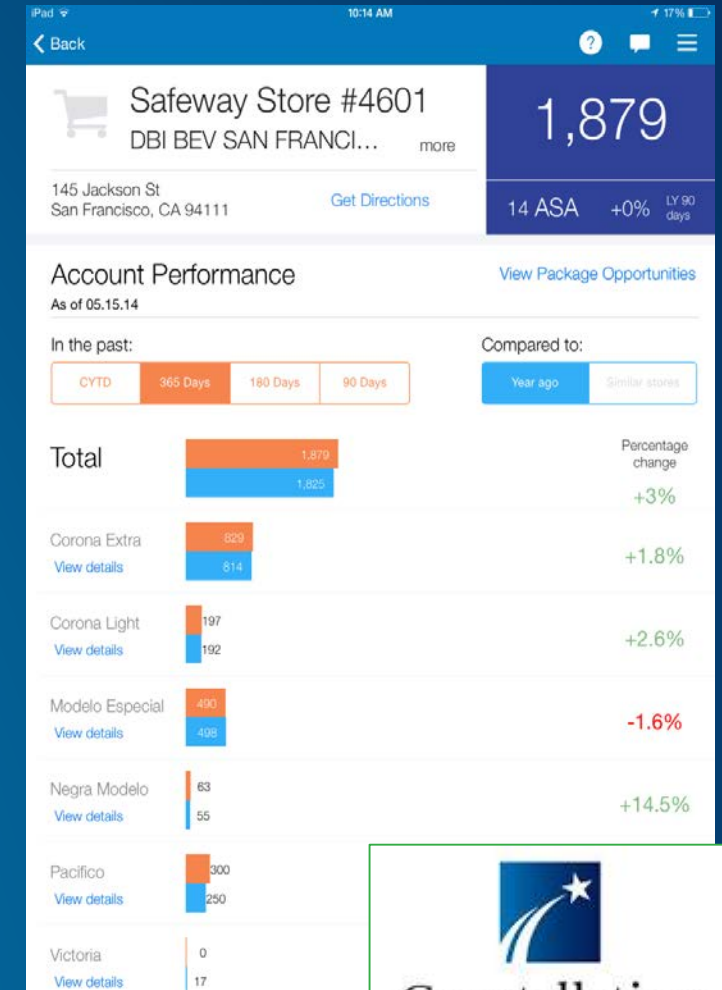 iPad 10:14 AM 17%
Back ?
Safeway Store #4601
DBI BEV SAN FRANCI... more
1,879
145 Jackson St
San Francisco, CA 94111
Get Directions
14 ASA +0% LY 90 days
Account Performance
View Package Opportunities
As of 05.15.14
In the past:
Compared to:
CYTD 365 Days 180 Days 90 Days
Year ago Similar stores
Total
1,879
1,825
Percentage
change
+3%
Corona Extra
View details
829
814
+1.8%
Corona Light
View details
197
192
+2.6%
Modelo Especial
View details
490
498
-1.6%
Negra Modelo
View details
63
55
+14.5%
Pacifico
View details
300
250
Victoria
View details
0
17